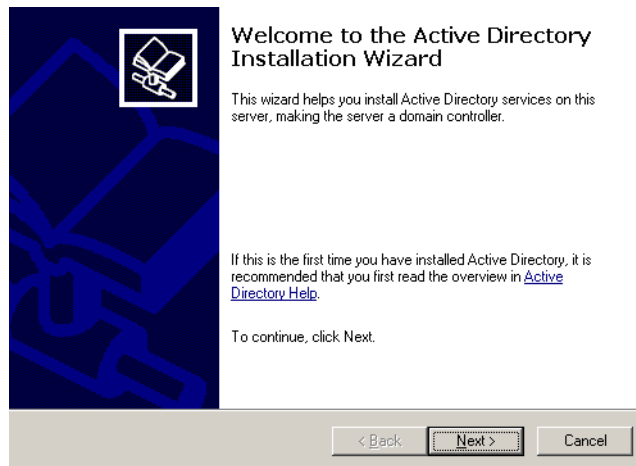 Welcome to the Active Directory
Installation Wizard
This wizard helps you install Active Directory services on this
server, making the server a domain controller.
If this is the first time you have installed Active Directory, it is
recommended that you first read the overview in Active
Directory Help.
To continue, click Next.
< Back
Next >
Cancel